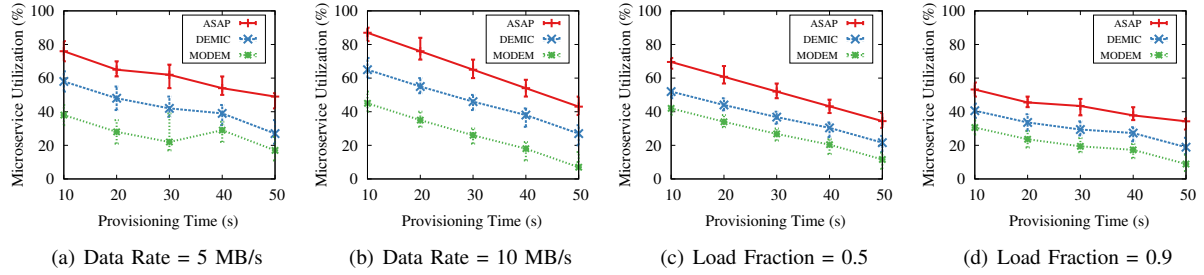 Microservice Utilization (%)
100
80
60
40
20
0
ASAP
DEMIC
MODEM
10 20 30 40 50
Provisioning Time (s)
(a) Data Rate = 5 MB/s
Microservice Utilization (%)
100
80
60
40
20
0
ASAP
DEMIC
MODEM
10 20 30 40 50
Provisioning Time (s)
(b) Data Rate = 10 MB/s
Microservice Utilization (%)
100
80
60
40
20
0
ASAP
DEMIC
MODEM
10 20 30 40 50
Provisioning Time (s)
(c) Load Fraction = 0.5
Microservice Utilization (%)
100
80
60
40
20
0
ASAP
DEMIC
MODEM
10 20 30 40 50
Provisioning Time (s)
(d) Load Fraction = 0.9